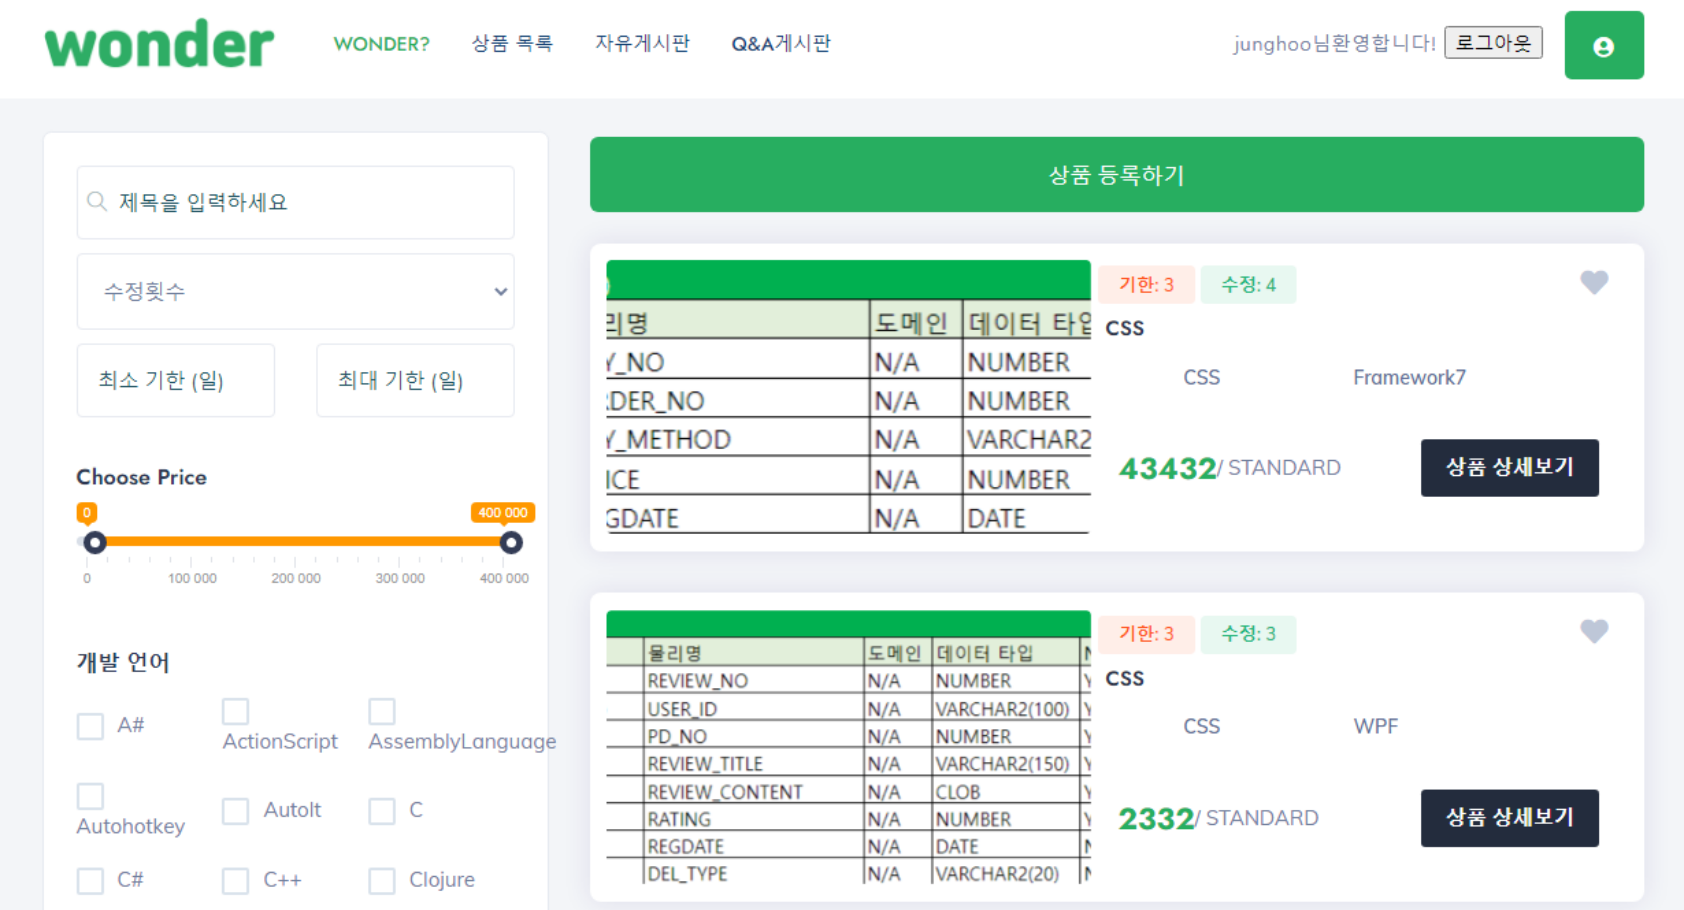 wonder
WONDER?
상품 목록
자유게시판
Q&A게시판
junghoo님환영합니다!
로그아웃
제목을 입력하세요
수정횟수
최소 기한 (일)
최대 기한 (일)
Choose Price
0
400 000
0
100 000
200 000
300 000
400 000
개발 언어
A#
ActionScript
AssemblyLanguage
Autohotkey
AutoIt
C
C#
C++
Clojure
상품 등록하기
리명 도메인 데이터 타입
Y_NO N/A NUMBER
RDER_NO N/A NUMBER
Y_METHOD N/A VARCHAR2
ICE N/A NUMBER
GDATE N/A DATE
기한: 3
수정: 4
CSS
CSS
Framework7
43432/ STANDARD
상품 상세보기
물리명 도메인 데이터 타입 N
REVIEW_NO N/A NUMBER Y
USER_ID N/A VARCHAR2(100) Y
PD_NO N/A NUMBER Y
REVIEW_TITLE N/A VARCHAR2(150) Y
REVIEW_CONTENT N/A CLOB Y
RATING N/A NUMBER Y
REGDATE N/A DATE N
DEL_TYPE N/A VARCHAR2(20) N
기한: 3
수정: 3
CSS
CSS
WPF
2332/ STANDARD
상품 상세보기